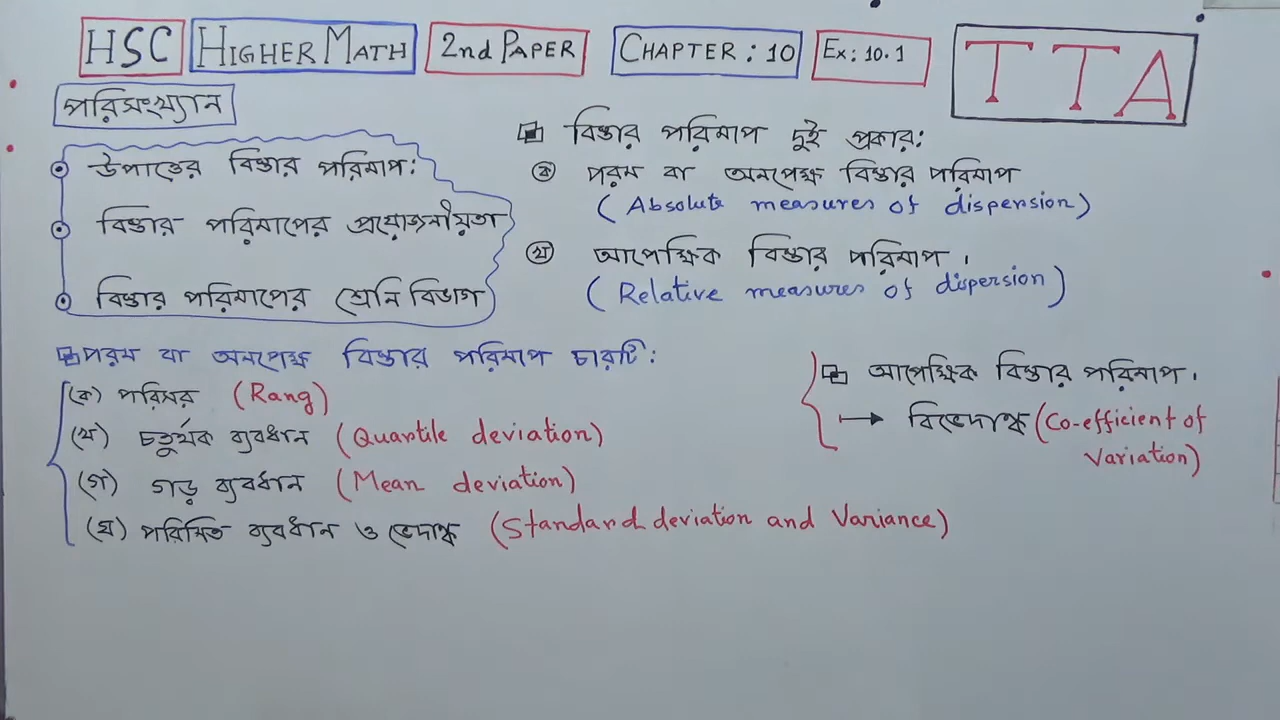 HSC HIGHER MATH 2nd PAPER CHAPTER : 10 Ex: 10.1 TTA
পরিসংখ্যান
উপাত্তের বিস্তার পরিমাপ:
বিস্তার পরিমাপের প্রয়োজনীয়তা
বিস্তার পরিমাপের শ্রেনি বিভাগ
বিস্তার পরিমাপ দুই প্রকার:
ক পরম বা অনপেক্ষ বিস্তার পরিমাপ
(Absolute measures of dispension)
খ আপেক্ষিক বিস্তার পরিমাপ।
(Relative measures of dispersion)
পরম বা অনপেক্ষ বিস্তার পরিমাপ চারটি:
(ক) পরিসর (Rang)
(খ) চতুর্থক ব্যবধান (Quartile deviation)
(গ) গড় ব্যবধান (Mean deviation)
(ঘ) পরিমিত ব্যবধান ও ভেদাঙ্ক (Standard deviation and Variance)
আপেক্ষিক বিস্তার পরিমাপ।
→ বিভেদাঙ্ক (Co-efficient of
Variation)